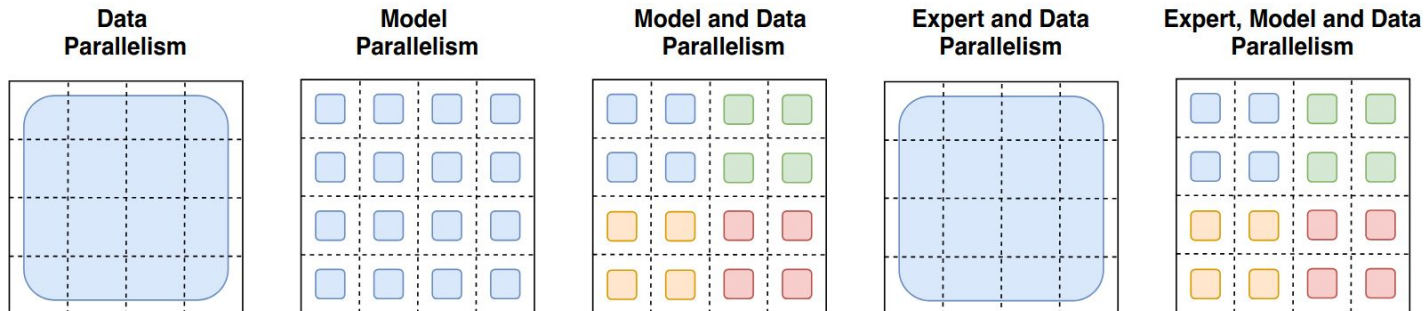 Data
Parallelism
Model
Parallelism
Model and Data
Parallelism
Expert and Data
Parallelism
Expert, Model and Data
Parallelism